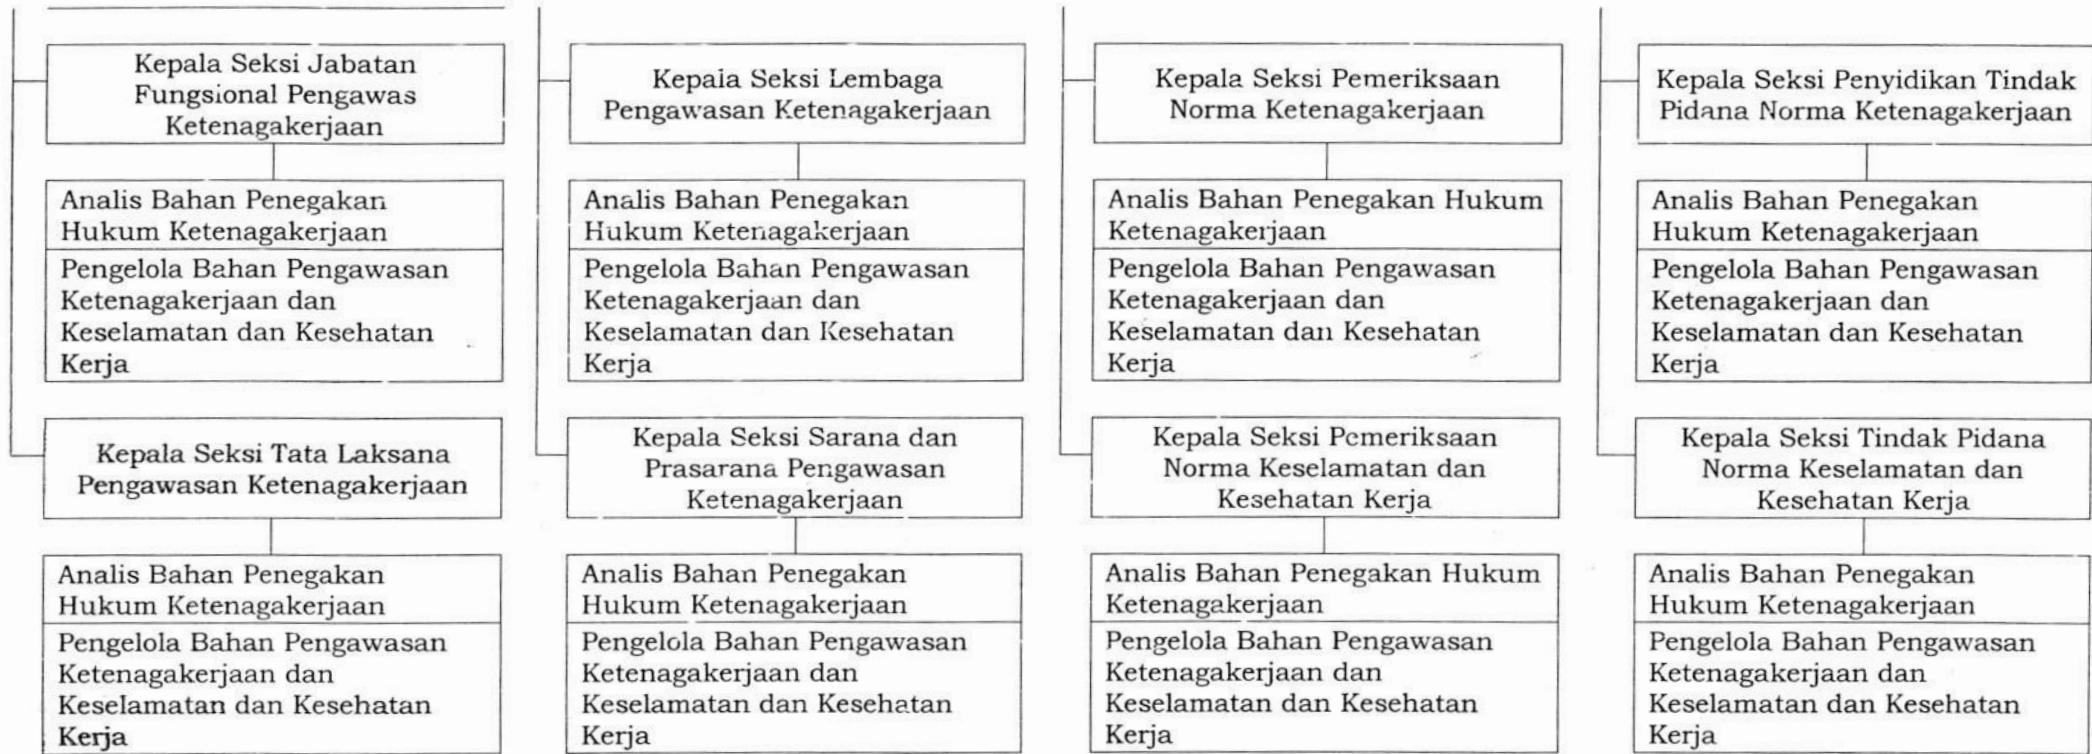 Kepala Seksi Jabatan
Fungsional Pengawas
Ketenagakerjaan
Analis Bahan Penegakan
Hukum Ketenagakerjaan
Pengelola Bahan Pengawasan
Ketenagakerjaan dan
Keselamatan dan Kesehatan
Kerja
Kepala Seksi Tata Laksana
Pengawasan Ketenagakerjaan
Analis Bahan Penegakan
Hukum Ketenagakerjaan
Pengelola Bahan Pengawasan
Ketenagakerjaan dan
Keselamatan dan Kesehatan
Kerja
Kepala Seksi Lembaga
Pengawasan Ketenagakerjaan
Analis Bahan Penegakan
Hukum Ketenagakerjaan
Pengelola Bahan Pengawasan
Ketenagakerjaan dan
Keselamatan dan Kesehatan
Kerja
Kepala Seksi Sarana dan
Prasarana Pengawasan
Ketenagakerjaan
Analis Bahan Penegakan
Hukum Ketenagakerjaan
Pengelola Bahan Pengawasan
Ketenagakerjaan dan
Keselamatan dan Kesehatan
Kerja
Kepala Seksi Pemeriksaan
Norma Ketenagakerjaan
Analis Bahan Penegakan Hukum
Ketenagakerjaan
Pengelola Bahan Pengawasan
Ketenagakerjaan dan
Keselamatan dan Kesehatan
Kerja
Kepala Seksi Pemeriksaan
Norma Keselamatan dan
Kesehatan Kerja
Analis Bahan Penegakan Hukum
Ketenagakerjaan
Pengelola Bahan Pengawasan
Ketenagakerjaan dan
Keselamatan dan Kesehatan
Kerja
Kepala Seksi Penyidikan Tindak
Pidana Norma Ketenagakerjaan
Analis Bahan Penegakan
Hukum Ketenagakerjaan
Pengelola Bahan Pengawasan
Ketenagakerjaan dan
Keselamatan dan Kesehatan
Kerja
Kepala Seksi Tindak Pidana
Norma Keselamatan dan
Kesehatan Kerja
Analis Bahan Penegakan
Hukum Ketenagakerjaan
Pengelola Bahan Pengawasan
Ketenagakerjaan dan
Keselamatan dan Kesehatan
Kerja